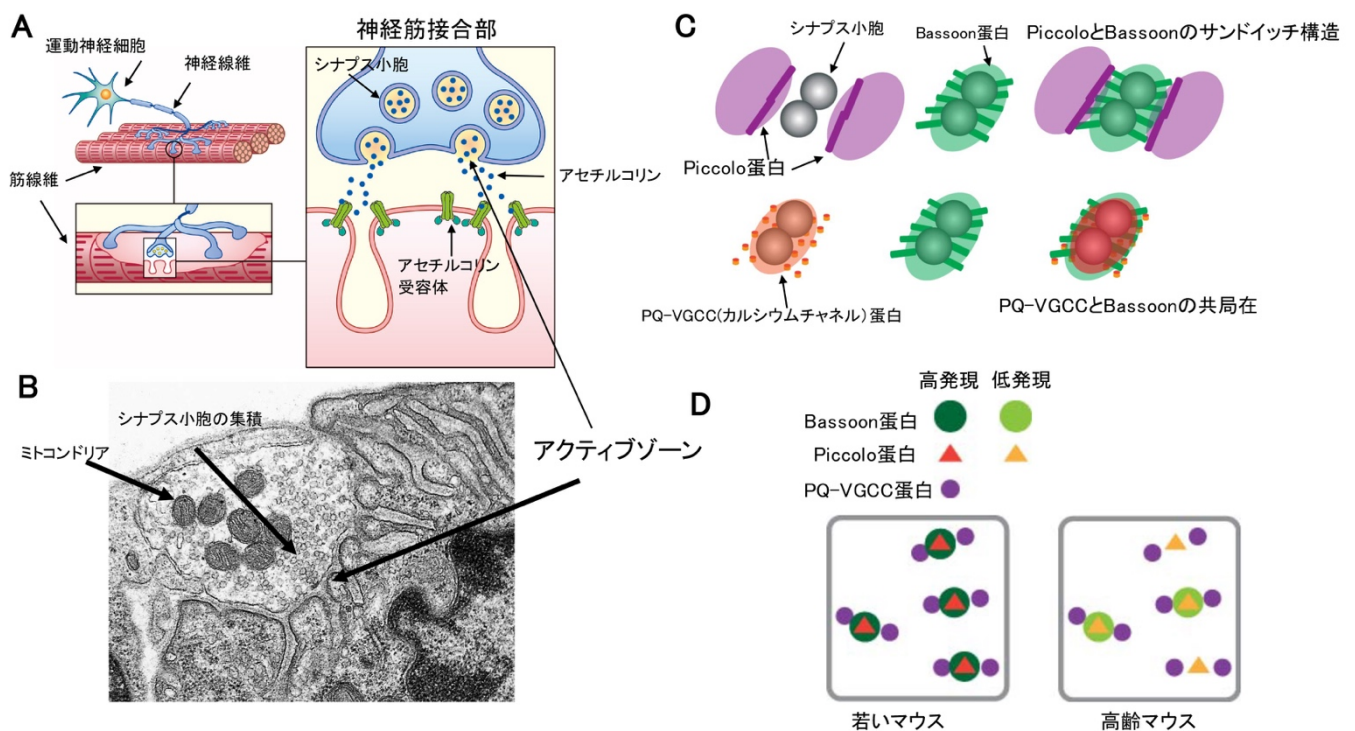 A
神経筋接合部
運動神経細胞
神経線維
シナプス小胞
筋線維
アセチルコリン
アセチルコリン
受容体
B
シナプス小胞の集積
ミトコンドリア
アクティブゾーン
C
シナプス小胞
Bassoon蛋白
PiccoloとBassoonのサンドイッチ構造
Piccolo蛋白
PQ-VGCC(カルシウムチャネル)蛋白
PQ-VGCCとBassoonの共局在
D
高発現 低発現
Bassoon蛋白
Piccolo蛋白
PQ-VGCC蛋白
若いマウス
高齢マウス